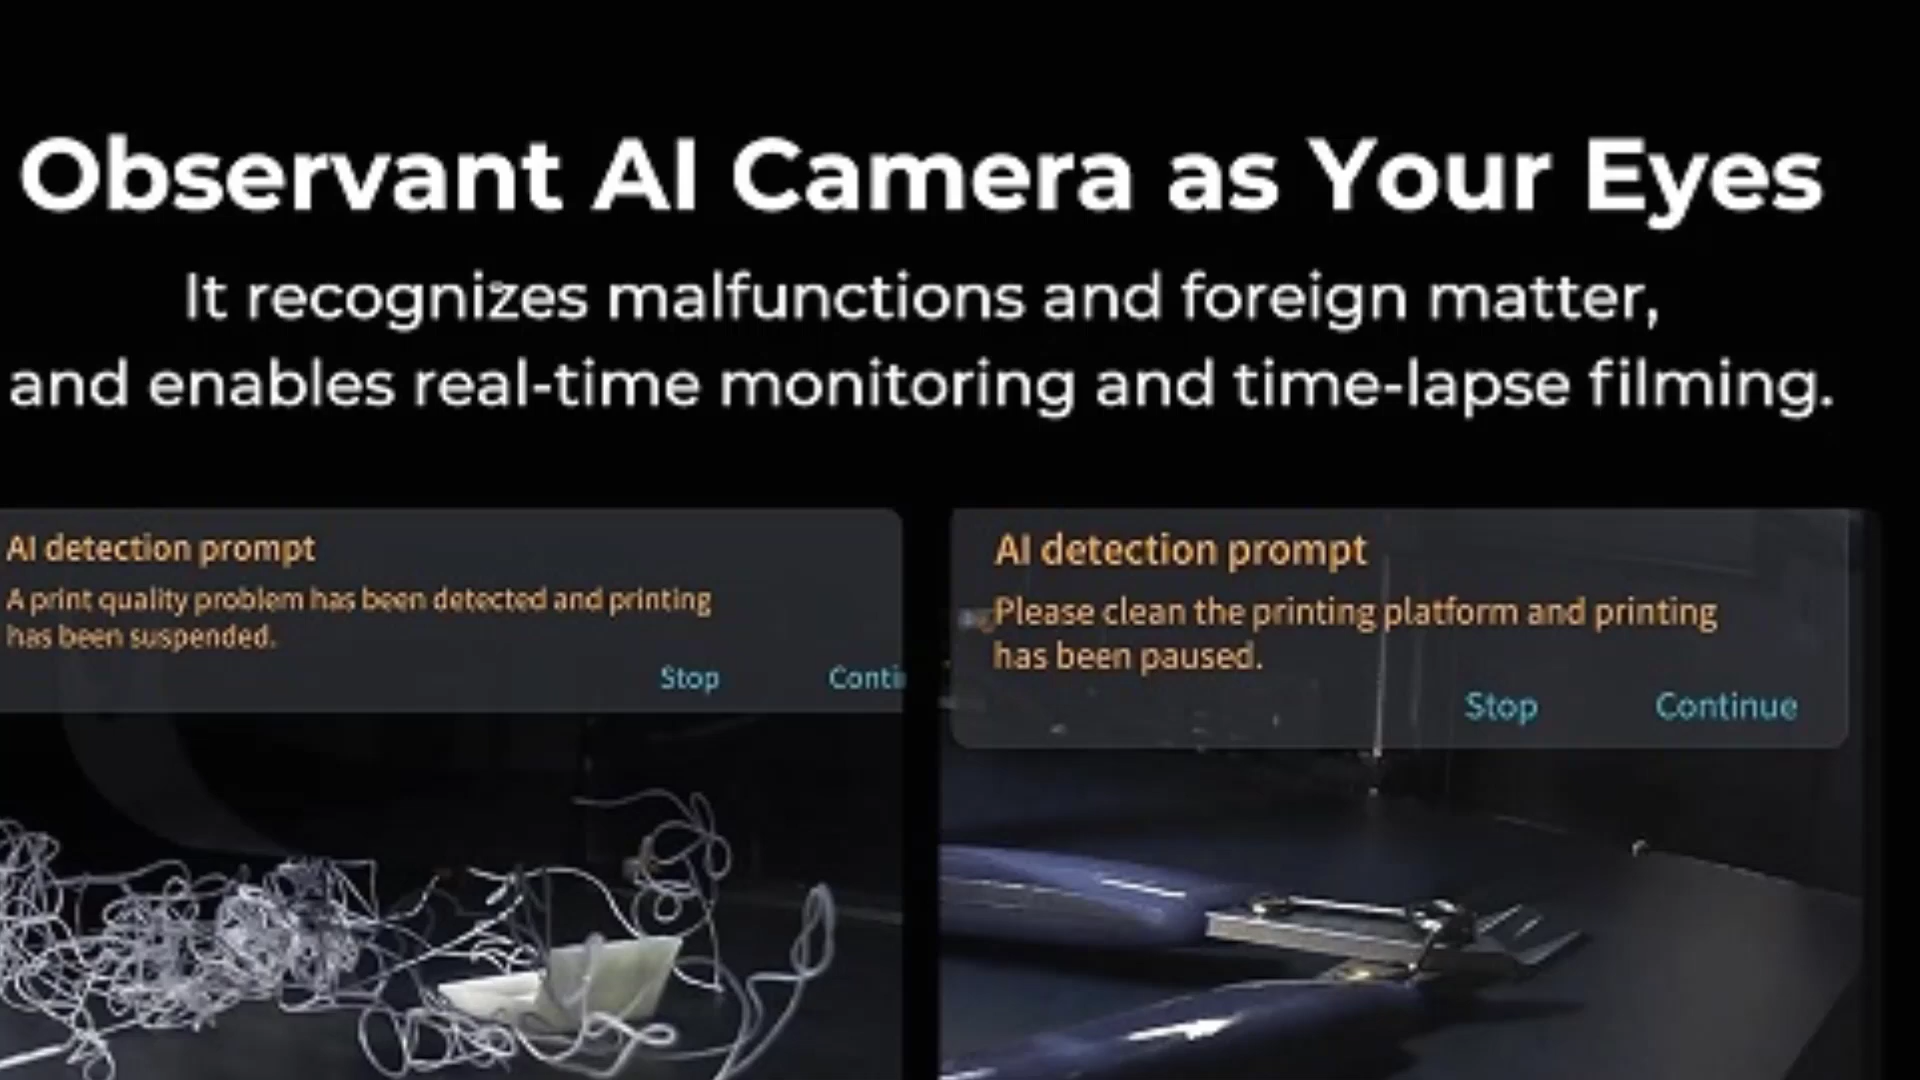 Observant AI Camera as Your Eyes
It recognizes malfunctions and foreign matter,
and enables real-time monitoring and time-lapse filming.
AI detection prompt
A print quality problem has been detected and printing
has been suspended.
Stop Contin
AI detection prompt
Please clean the printing platform and printing
has been paused.
Stop Continue